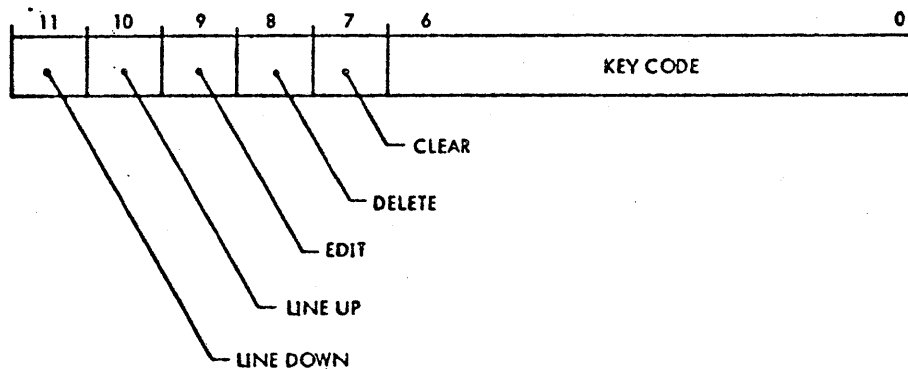 11 10 9 8 7 6 0
KEY CODE
CLEAR
DELETE
EDIT
LINE UP
LINE DOWN